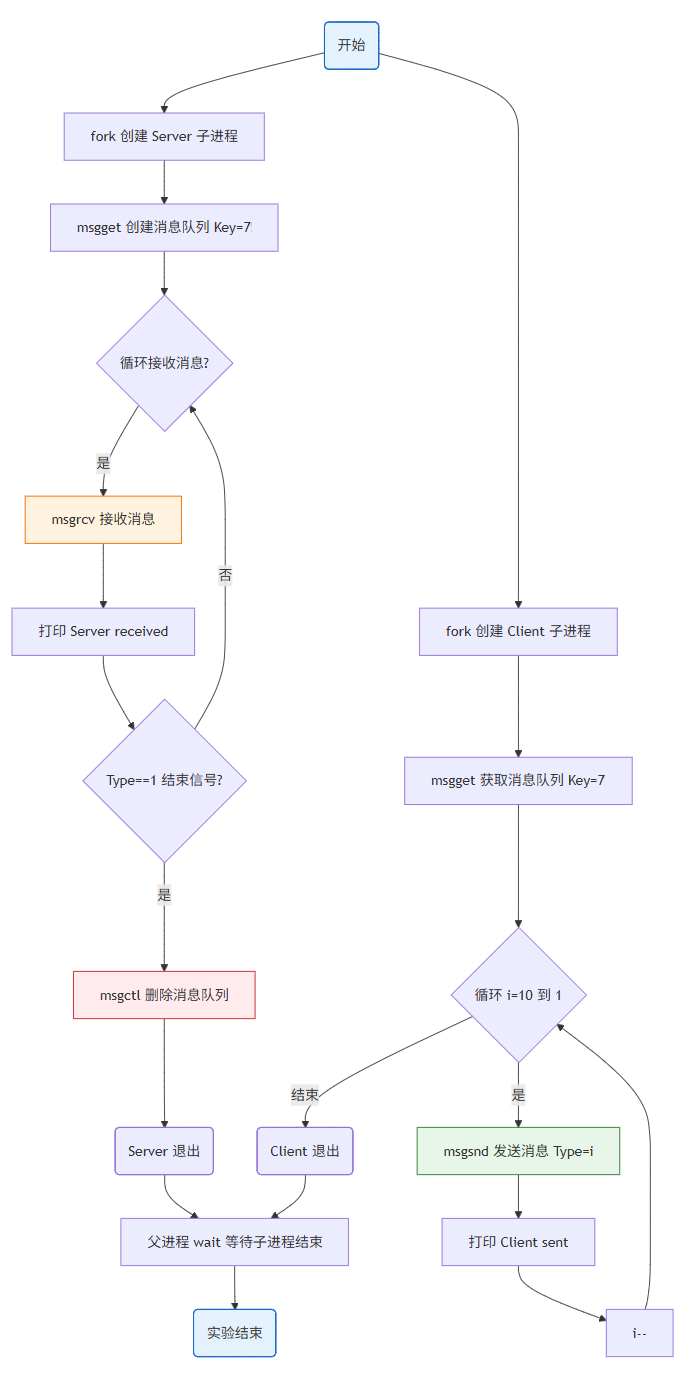 开始
fork 创建 Server 子进程
msgget 创建消息队列 Key=7
循环接收消息?
是
msgrcv 接收消息
否
打印 Server received
fork 创建 Client 子进程
Type==1 结束信号?
msgget 获取消息队列 Key=7
是
msgctl 删除消息队列
循环 i=10 到 1
结束
是
Server 退出
Client 退出
msgsnd 发送消息 Type=i
父进程 wait 等待子进程结束
打印 Client sent
实验结束
i--